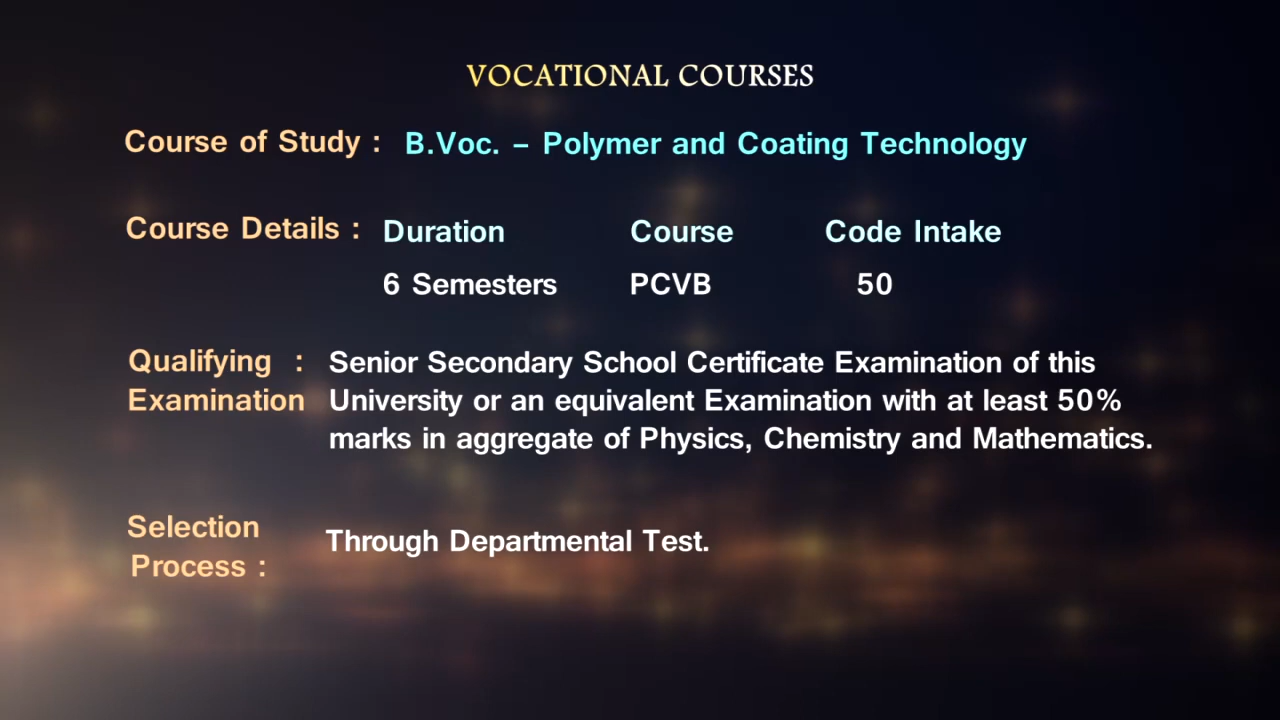 VOCATIONAL COURSES
Course of Study : B.Voc. – Polymer and Coating Technology
Course Details : Duration Course Code Intake
6 Semesters PCVB 50
Qualifying : Senior Secondary School Certificate Examination of this
Examination University or an equivalent Examination with at least 50%
marks in aggregate of Physics, Chemistry and Mathematics.
Selection
Process : Through Departmental Test.